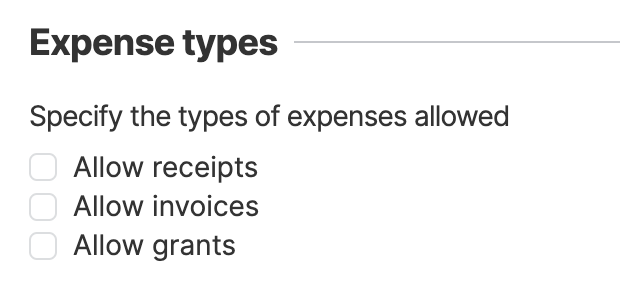 Expense types
Specify the types of expenses allowed
Allow receipts
Allow invoices
Allow grants